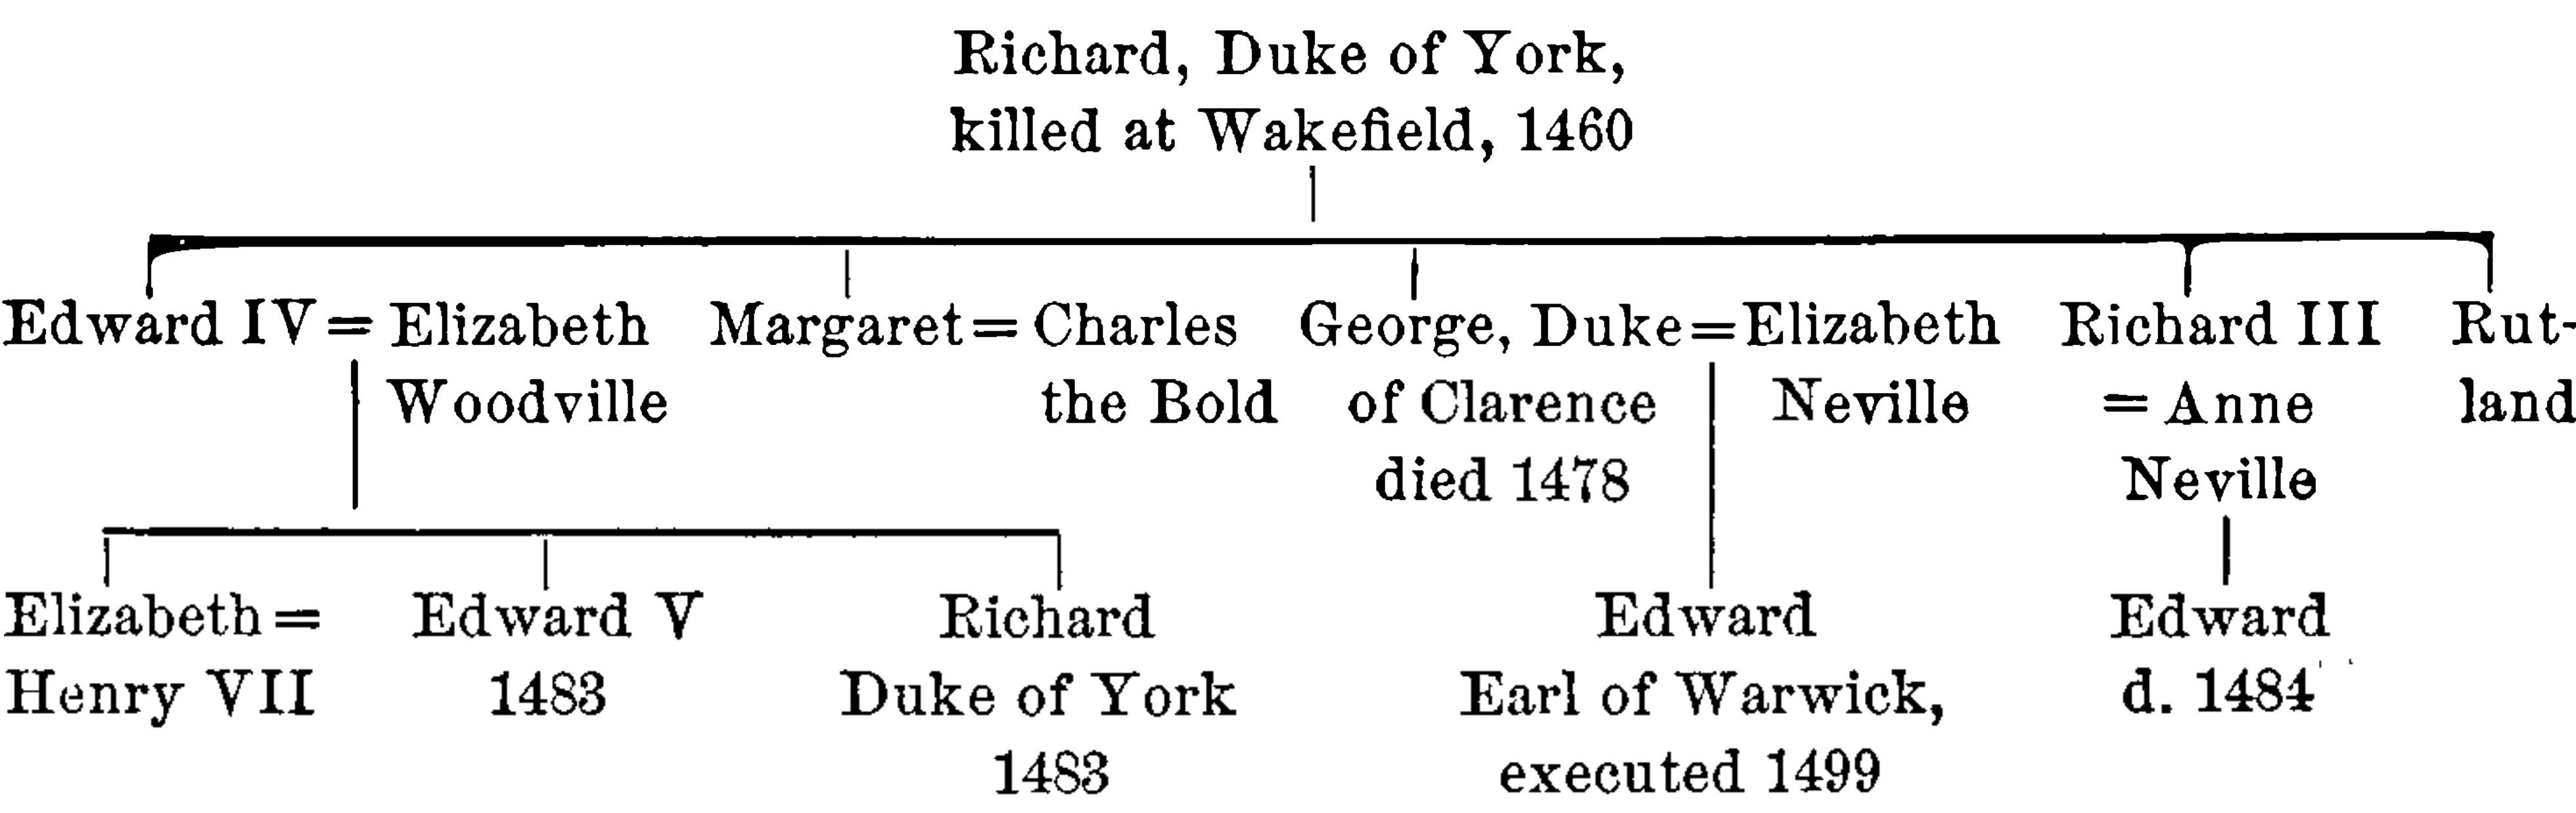 Richard, Duke of York,
killed at Wakefield, 1460
Edward IV = Elizabeth Margaret = Charles George, Duke = Elizabeth Richard III Rut-
Woodville the Bold of Clarence Neville = Anne land
died 1478 Neville
Elizabeth = Edward V Richard Edward Edward
Henry VII 1483 Duke of York Earl of Warwick, d. 1484
1483 executed 1499